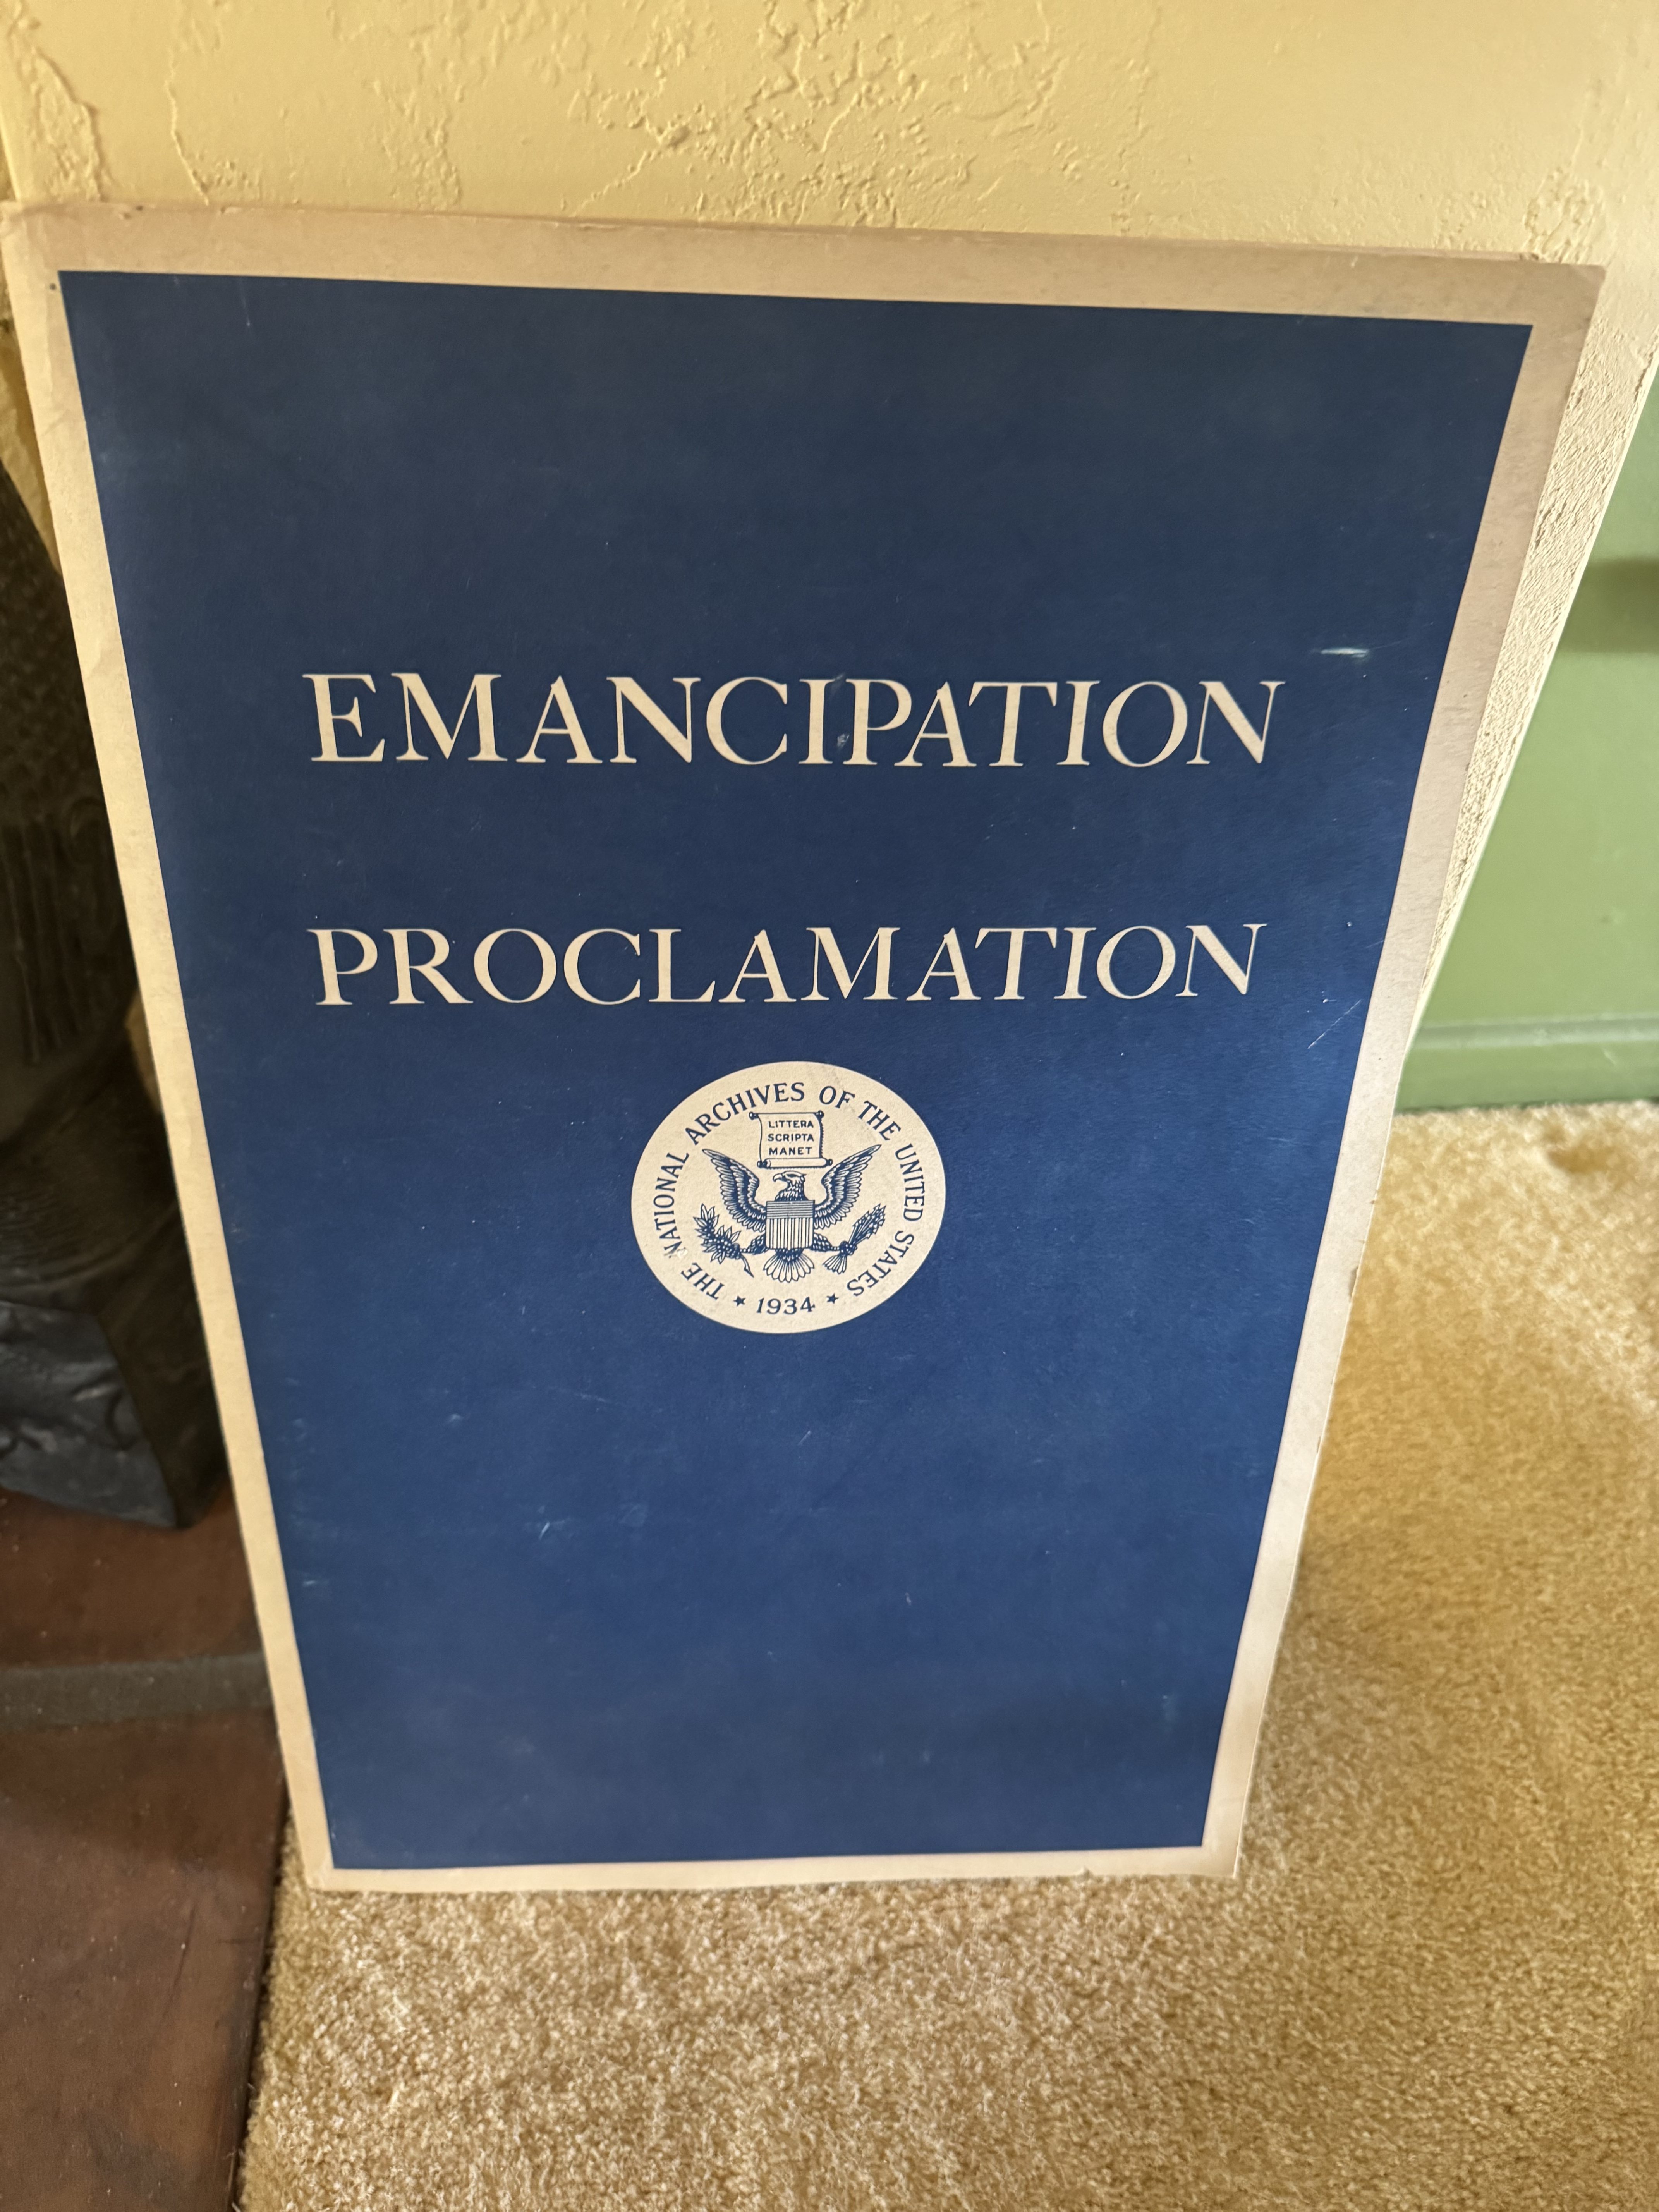 EMANCIPATION
PROCLAMATION
THE NATIONAL ARCHIVES OF THE UNITED STATES
LITTERA
SCRIPTA
MANET
★ 1934 ★